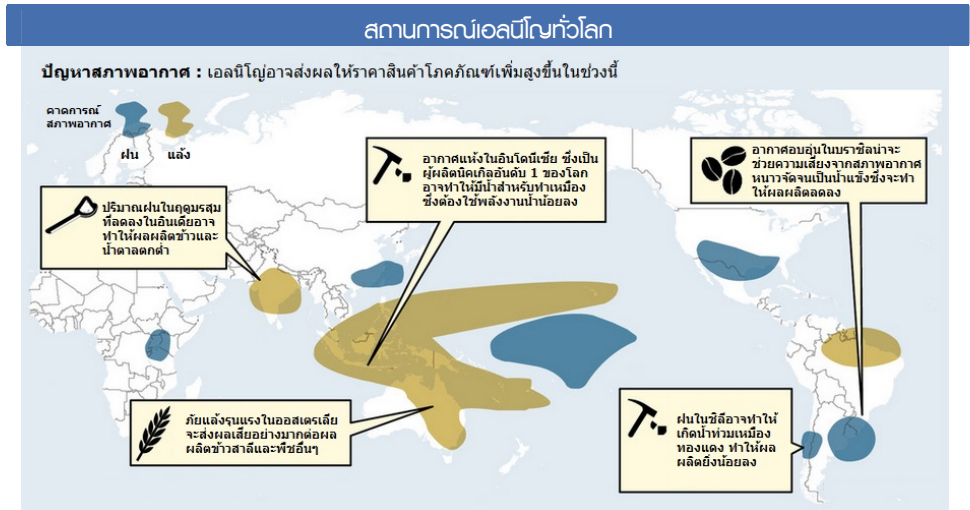 สถานการณ์เอลนีโญทั่วโลก
ปัญหาสภาพอากาศ : เอลนิโญ่อาจส่งผลให้ราคาสินค้าโภคภัณฑ์เพิ่มสูงขึ้นในช่วงนี้
คาดการณ์
สภาพอากาศ
ฝน
แล้ง
ปริมาณฝนในฤดูมรสุม
ที่ลดลงในอินเดียอาจ
ทำให้ผลผลิตข้าวและ
น้ำตาลตกต่ำ
อากาศแห้งในอินโดนีเซีย ซึ่งเป็น
ผู้ผลิตนิคเกิลอันดับ 1 ของโลก
อาจทำให้มีน้ำสำหรับทำเหมือง
ซึ่งต้องใช้พลังงานน้ำน้อยลง
อากาศอบอุ่นในบราซิลน่าจะ
ช่วยความเสี่ยงจากสภาพอากาศ
หนาวจัดจนเป็นน้ำแข็งซึ่งจะทำ
ให้ผลผลิตลดลง
ภัยแล้งรุนแรงในออสเตรเลีย
จะส่งผลเสียอย่างมากต่อผล
ผลิตข้าวสาลีและพืชอื่นๆ
ฝนในชิลีอาจทำให้
เกิดน้ำท่วมเหมือง
ทองแดง ทำให้ผล
ผลิตยิ่งน้อยลง